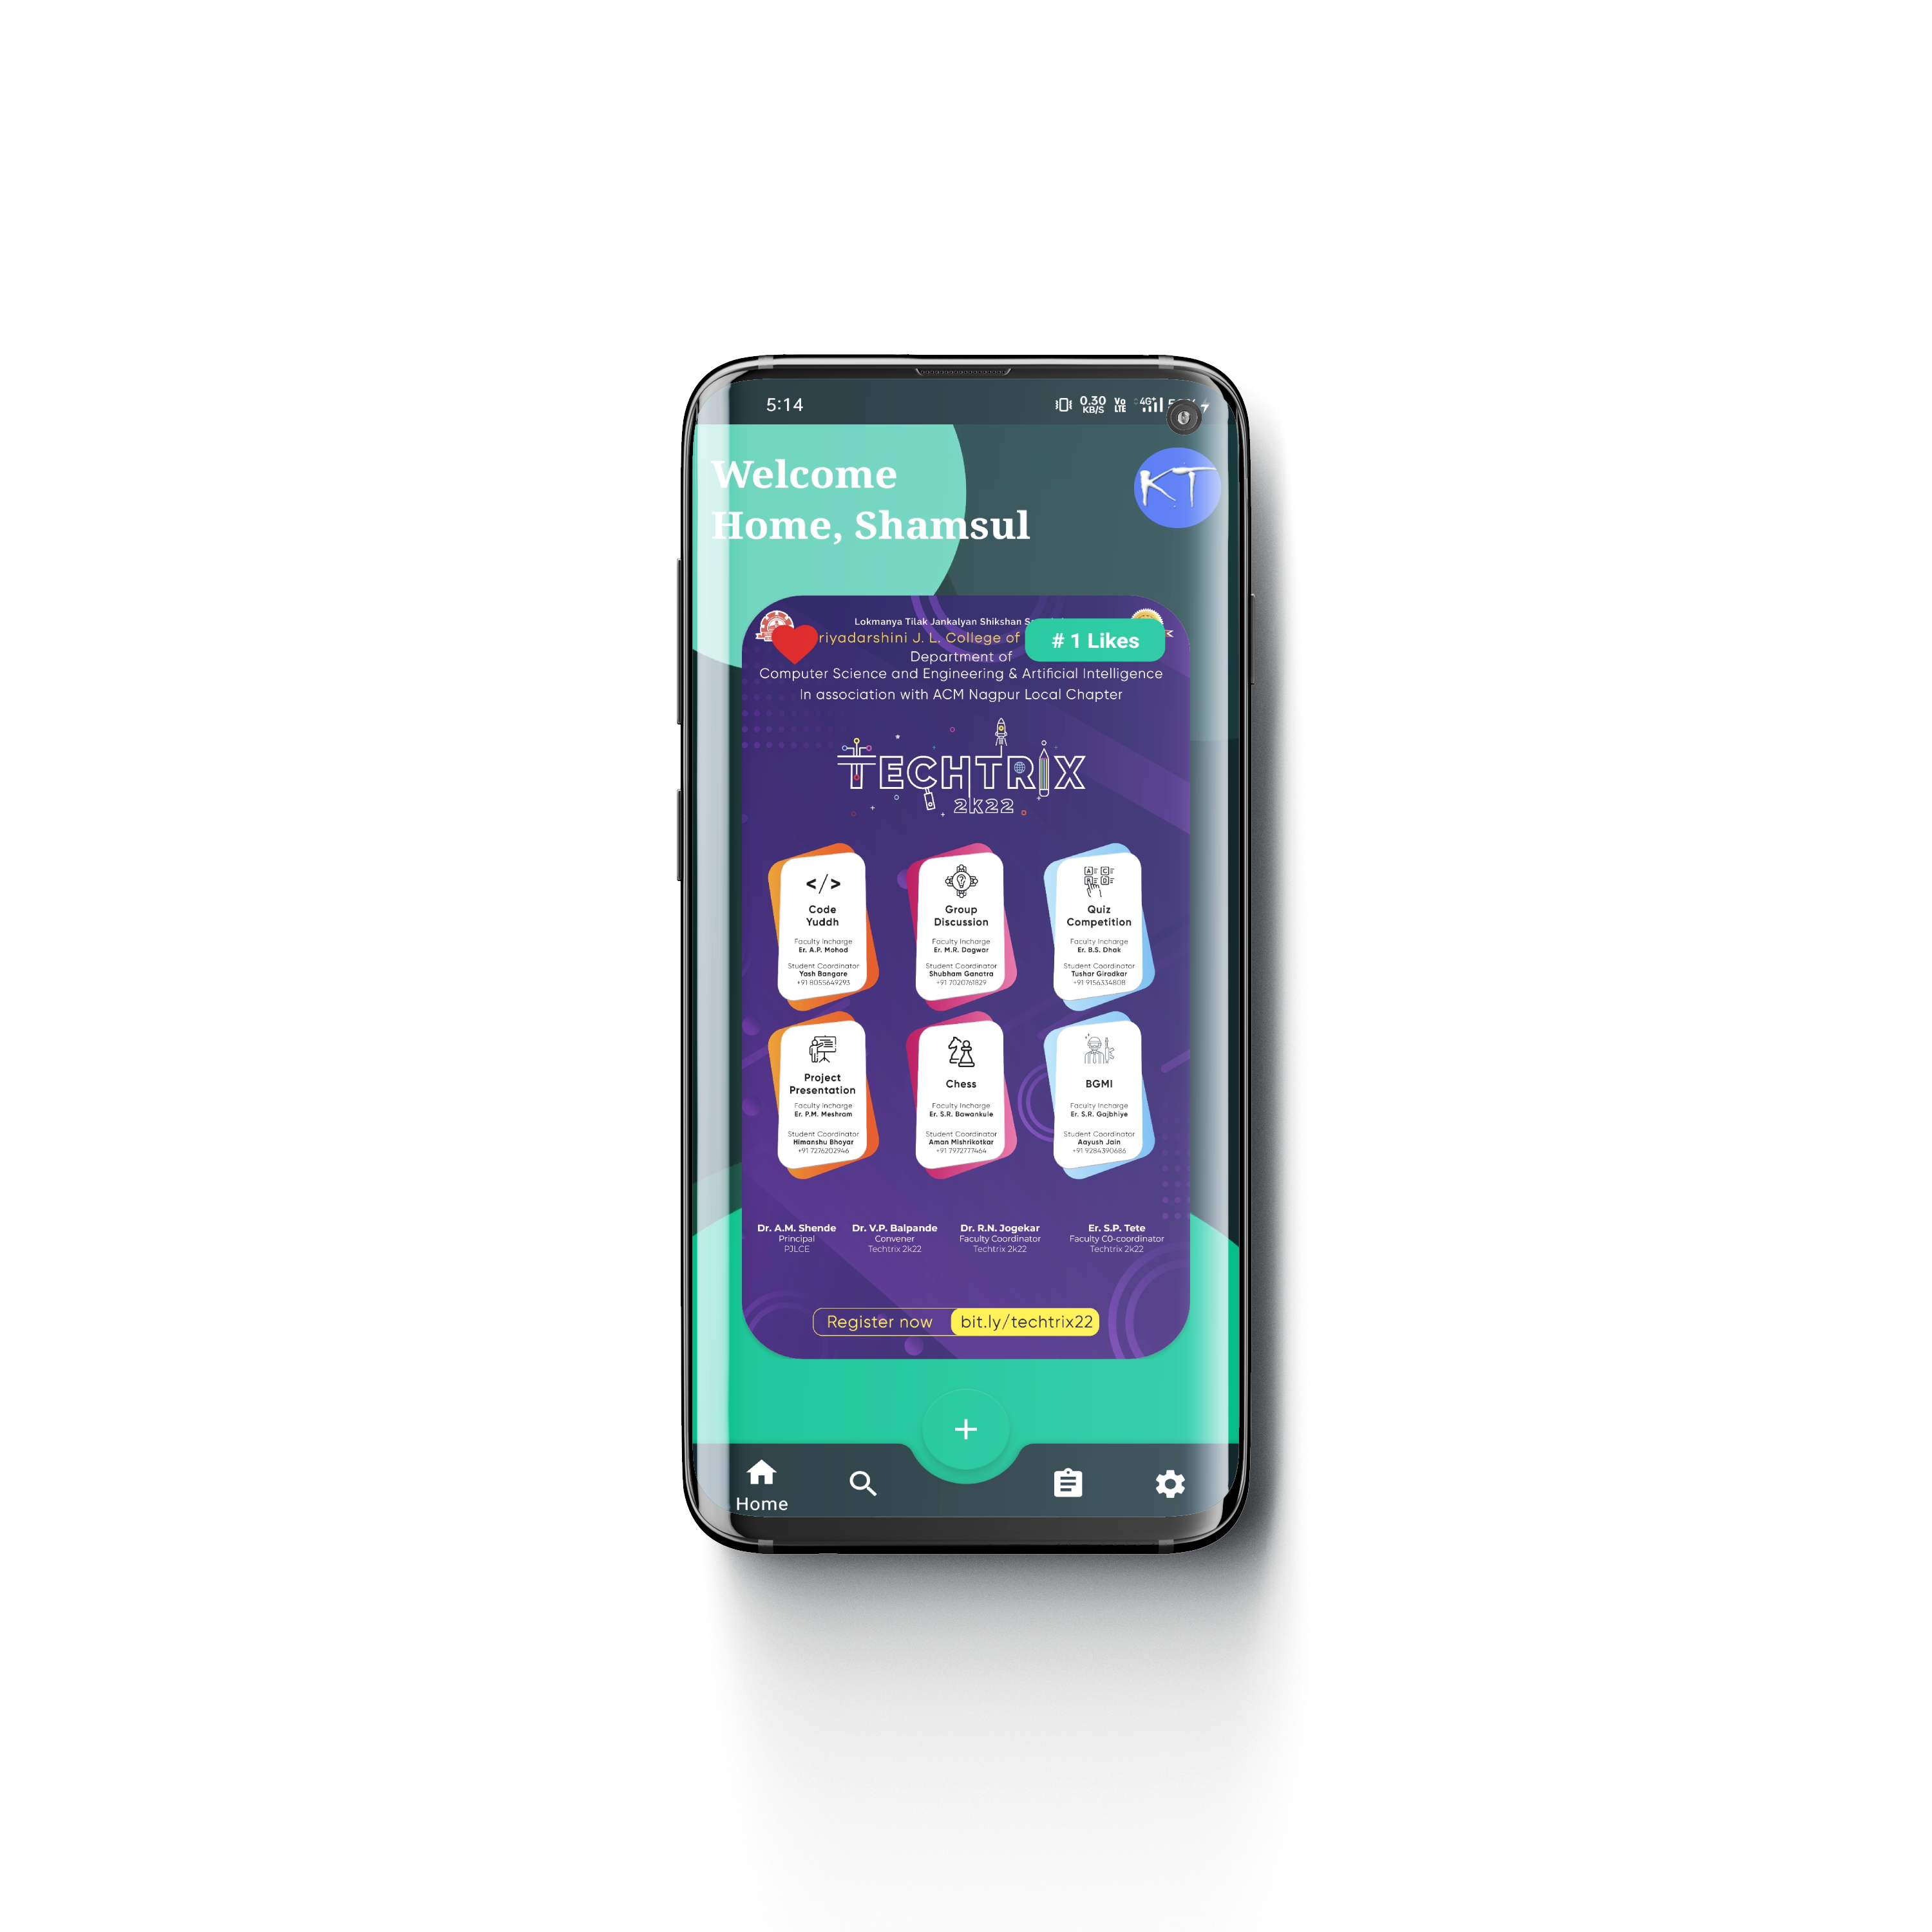 5:14
0.30
KB/S
Vo
LTE
4G+
Welcome
Home, Shamsul
KT
Lokmanya Tilak Jankalyan Shikshan
riyadarshini J. L. College of
# 1 Likes
Department of
Computer Science and Engineering & Artificial Intelligence
In association with ACM Nagpur Local Chapter
TECHTRIX
2k22
</>
Code
Yuddh
Faculty Incharge
Er. A.P. Mohod
Student Coordinator
Yash Bangare
+91 8055649293
Group
Discussion
Faculty Incharge
Er. M.R. Dagwar
Student Coordinator
Shubham Ganatra
+91 7020761829
Quiz
Competition
Faculty Incharge
Er. B.S. Dhak
Student Coordinator
Tushar Girodkar
+91 9156334808
Project
Presentation
Faculty Incharge
Er. P.M. Meshram
Student Coordinator
Himanshu Bhoyar
+91 7276202946
Chess
Faculty Incharge
Er. S.R. Bawankule
Student Coordinator
Aman Mishrikotkar
+91 7972777464
BGMI
Faculty Incharge
Er. S.R. Gajbhiye
Student Coordinator
Aayush Jain
+91 9284390686
Dr. A.M. Shende
Principal
PJLCE
Dr. V.P. Balpande
Convener
Techtrix 2k22
Dr. R.N. Jogekar
Faculty Coordinator
Techtrix 2k22
Er. S.P. Tete
Faculty C0-coordinator
Techtrix 2k22
Register now bit.ly/techtrix22
+
Home